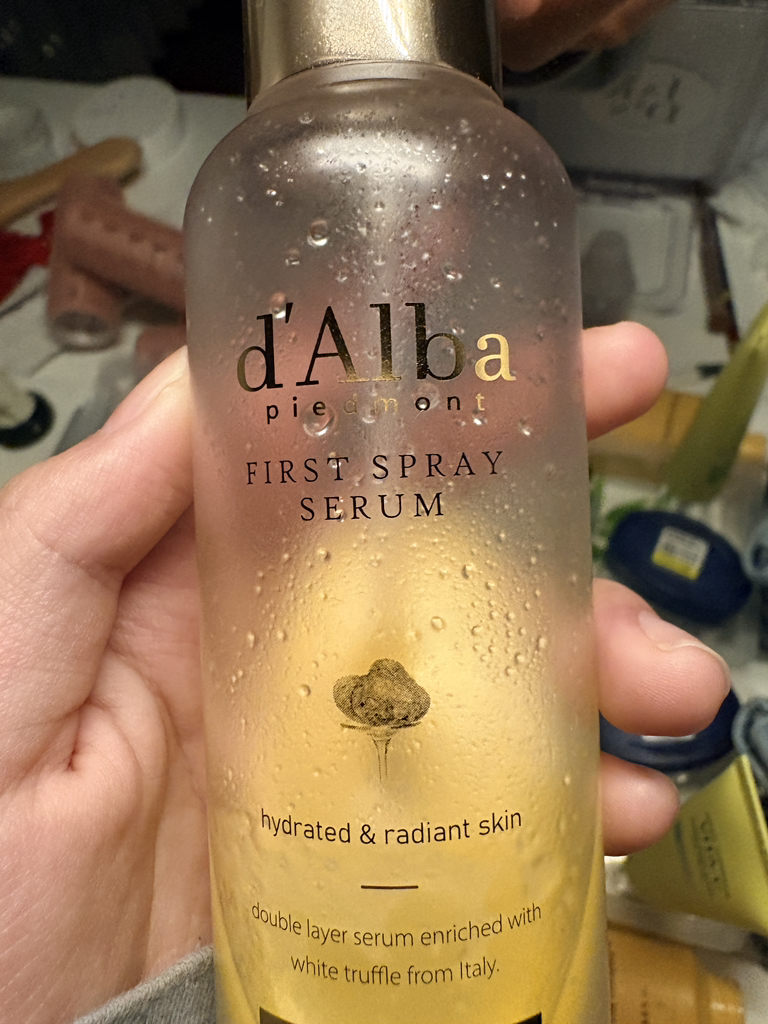 d'Alba
piedmont
FIRST SPRAY
SERUM
hydrated & radiant skin
double layer serum enriched with
white truffle from Italy.